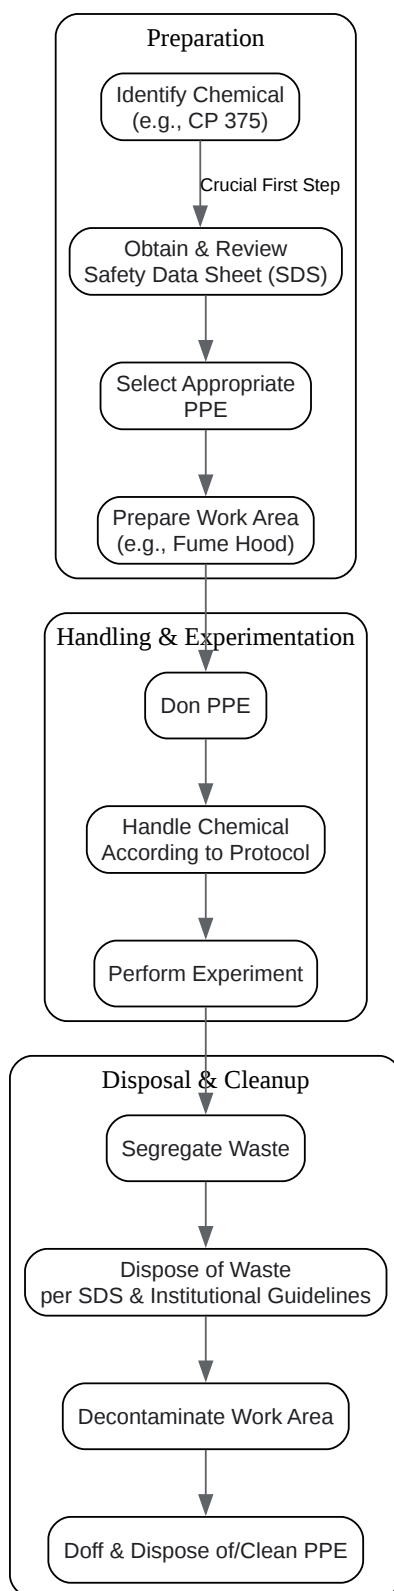 Preparation
Identify Chemical
(e.g., CP 375)
Crucial First Step
Obtain & Review
Safety Data Sheet (SDS)
Select Appropriate
PPE
Prepare Work Area
(e.g., Fume Hood)
Handling & Experimentation
Don PPE
Handle Chemical
According to Protocol
Perform Experiment
Disposal & Cleanup
Segregate Waste
Dispose of Waste
per SDS & Institutional Guidelines
Decontaminate Work Area
Doff & Dispose of/Clean PPE